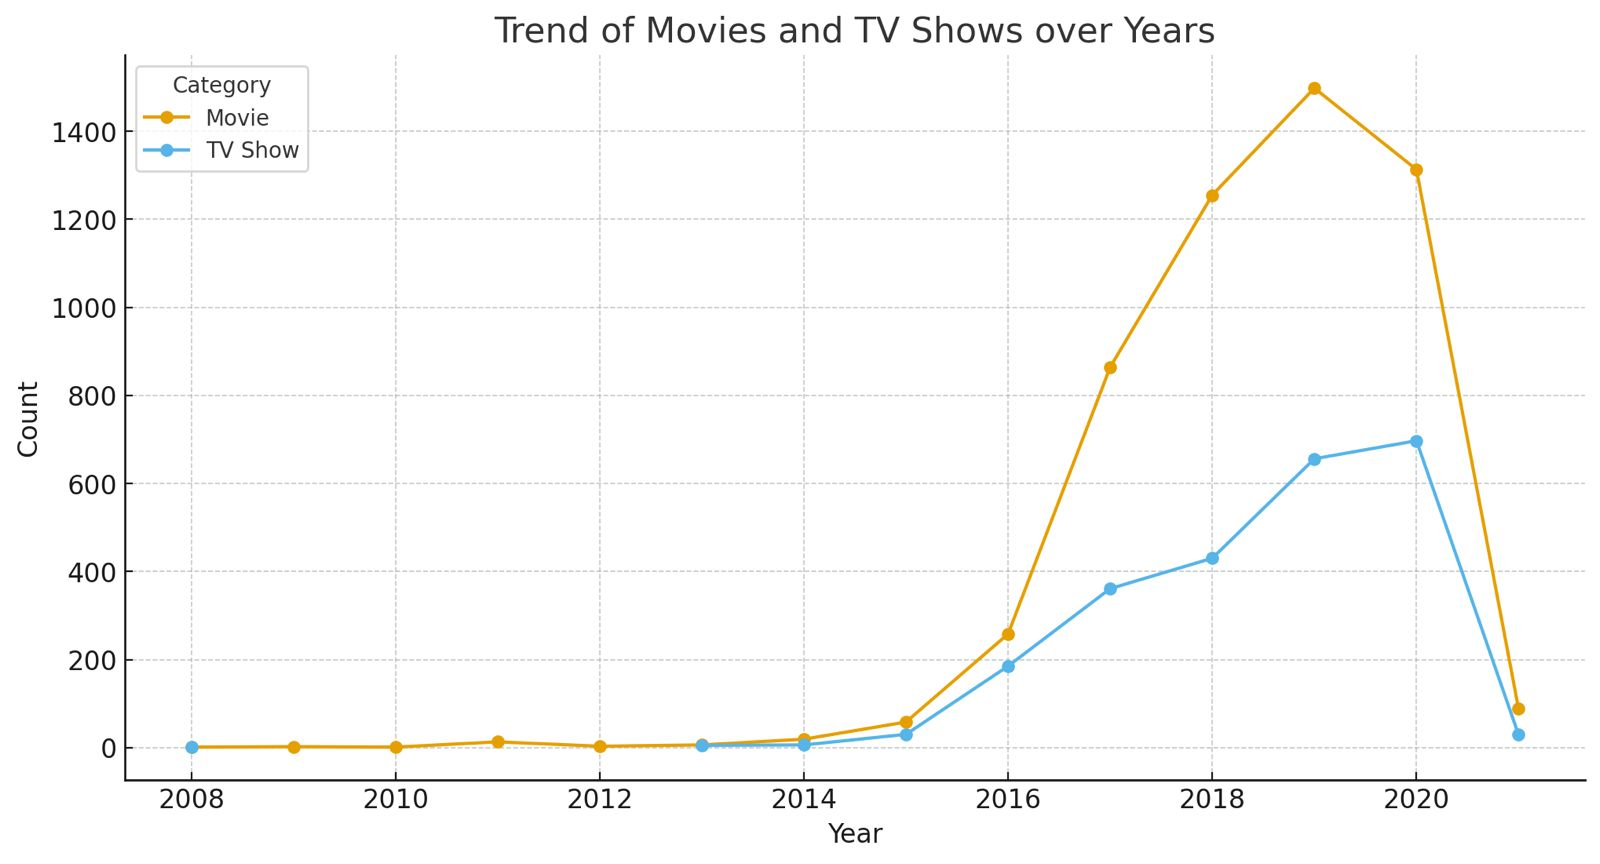 Trend of Movies and TV Shows over Years
Category
Movie
TV Show
1400
1200
1000
800
600
400
200
0
Count
2008 2010 2012 2014 2016 2018 2020
Year